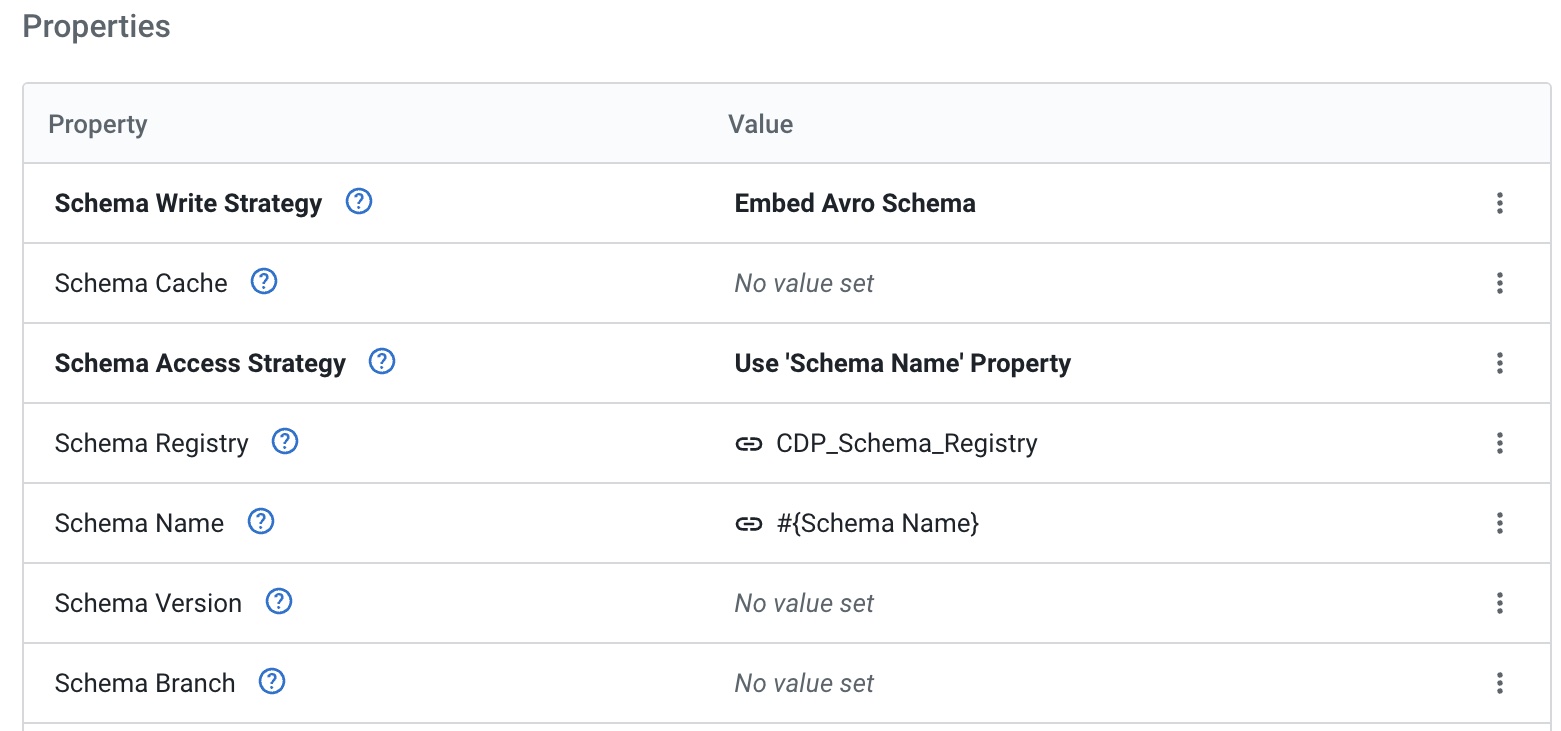 Properties
Property Value
Schema Write Strategy Embed Avro Schema
Schema Cache No value set
Schema Access Strategy Use 'Schema Name' Property
Schema Registry CDP_Schema_Registry
Schema Name #{Schema Name}
Schema Version No value set
Schema Branch No value set